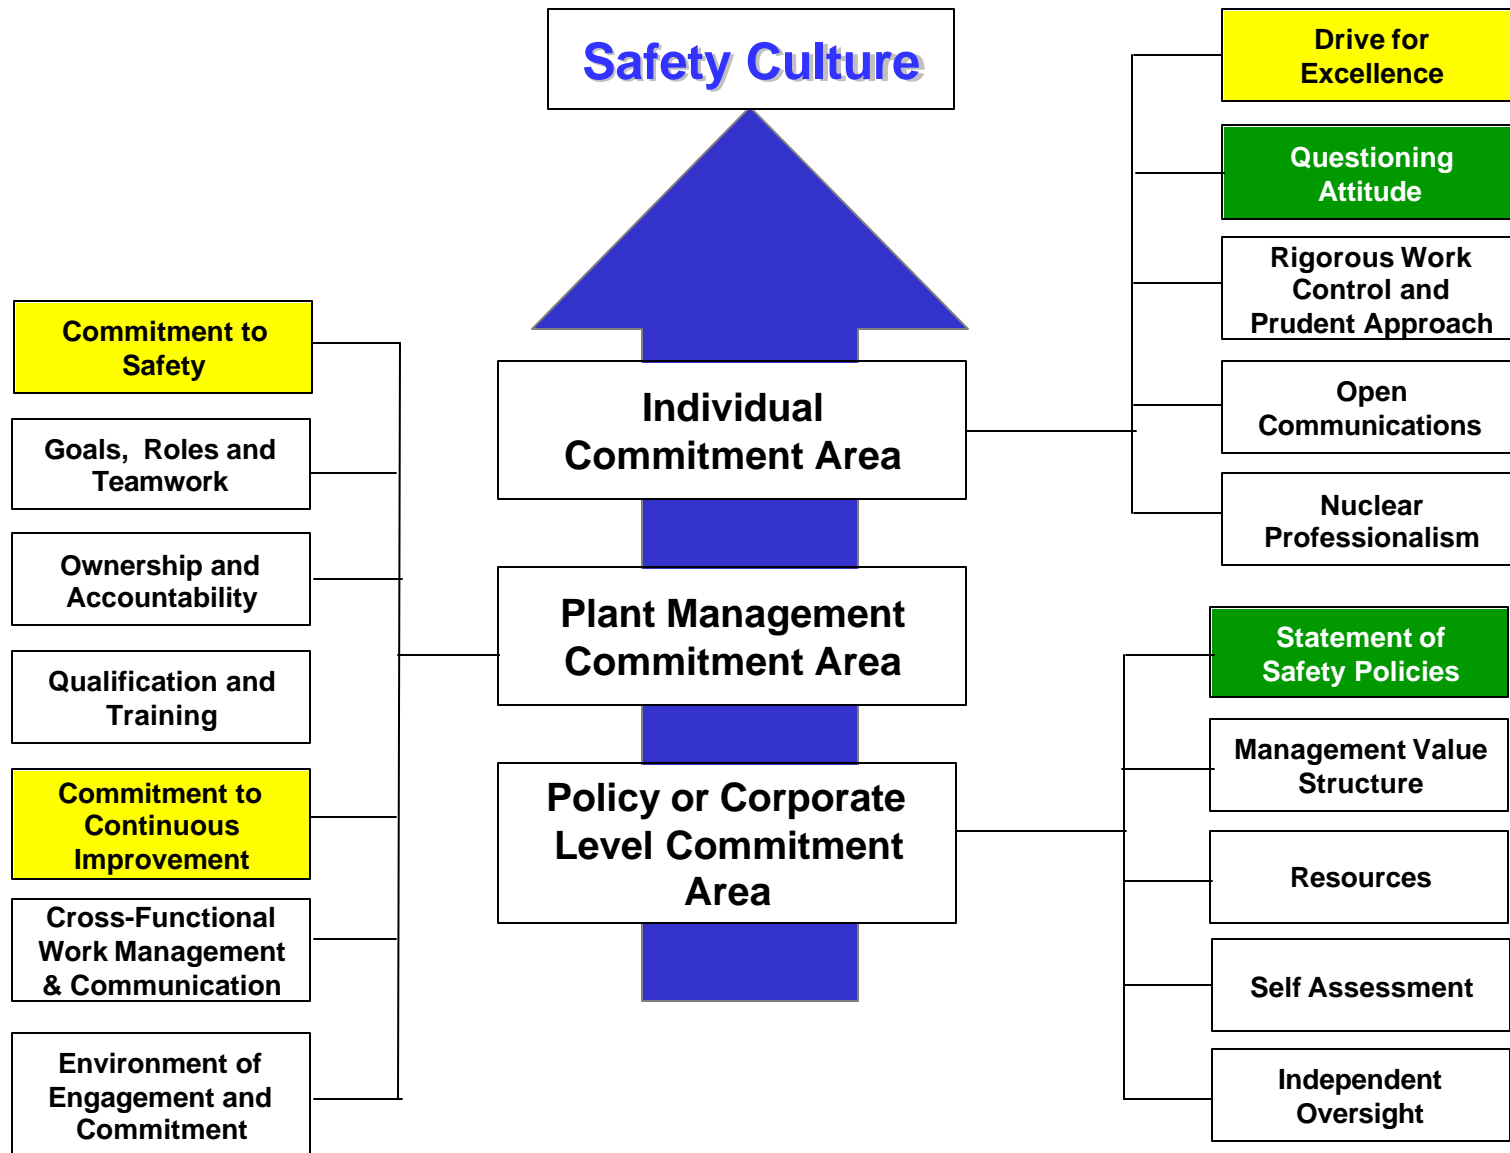 Safety Culture
Drive for
Excellence
Questioning
Attitude
Rigorous Work
Control and
Prudent Approach
Open
Communications
Nuclear
Professionalism
Individual
Commitment Area
Commitment to
Safety
Goals, Roles and
Teamwork
Ownership and
Accountability
Qualification and
Training
Commitment to
Continuous
Improvement
Cross-Functional
Work Management
& Communication
Environment of
Engagement and
Commitment
Plant Management
Commitment Area
Policy or Corporate
Level Commitment
Area
Statement of
Safety Policies
Management Value
Structure
Resources
Self Assessment
Independent
Oversight